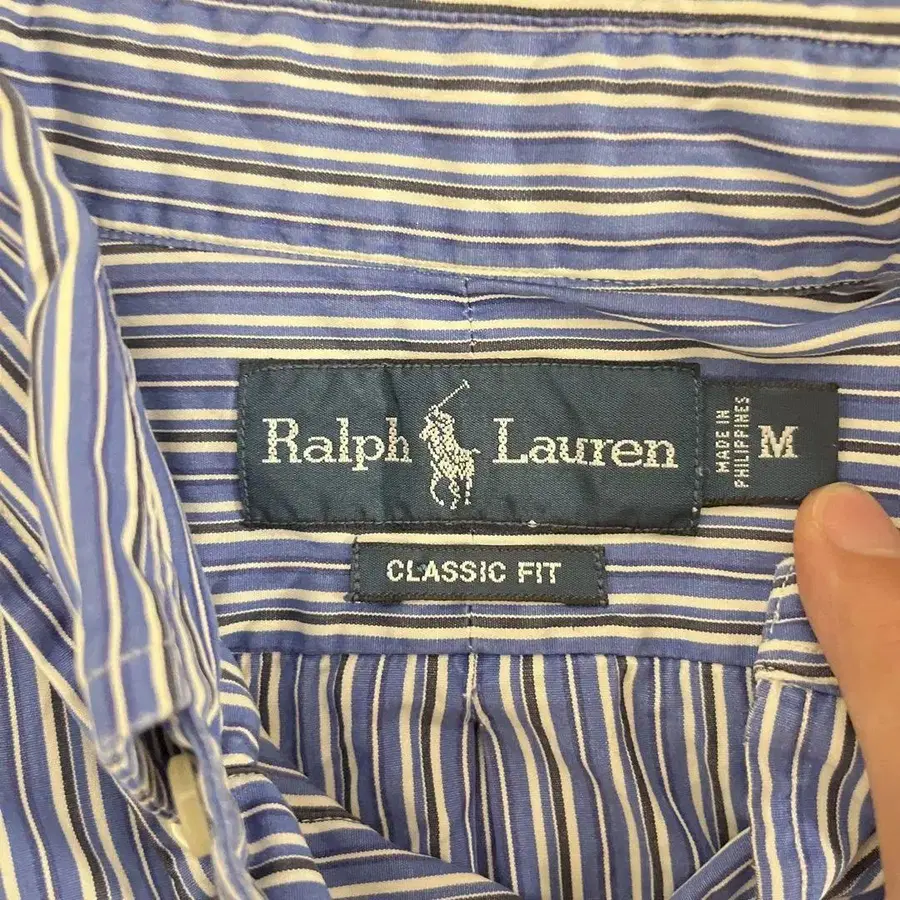 Ralph Lauren
MADE IN
PHILIPPINES
M
CLASSIC FIT